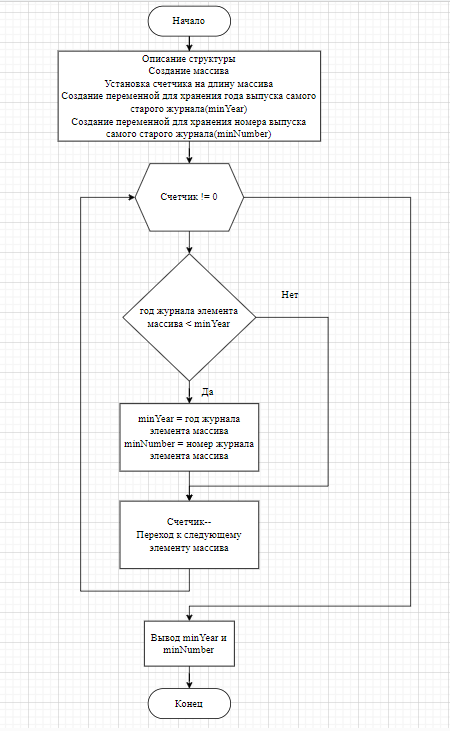 Начало
Описание структуры
Создание массива
Установка счетчика на длину массива
Создание переменной для хранения года выпуска самого
старого журнала(minYear)
Создание переменной для хранения номера выпуска
самого старого журнала(minNumber)
Счетчик != 0
год журнала элемента
массива < minYear
Нет
Да
minYear = год журнала
элемента массива
minNumber = номер журнала
элемента массива
Счетчик--
Переход к следующему
элементу массива
Вывод minYear и
minNumber
Конец